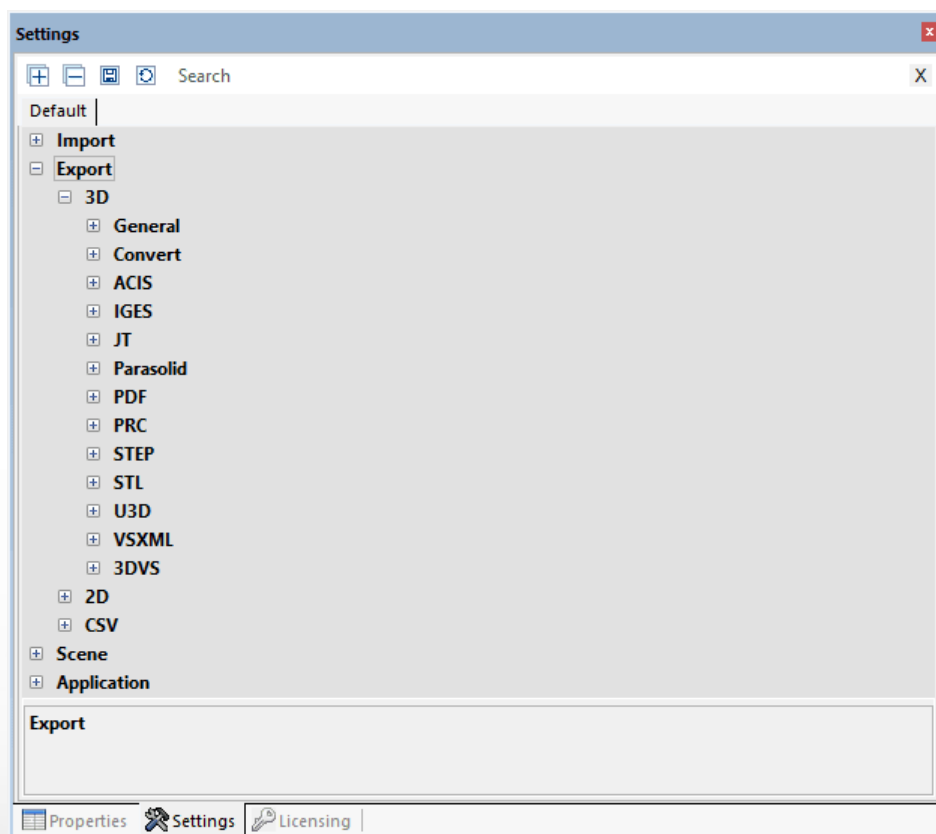 Settings
Search
X
Default
Import
Export
3D
General
Convert
ACIS
IGES
JT
Parasolid
PDF
PRC
STEP
STL
U3D
VSXML
3DVS
2D
CSV
Scene
Application
Export
Properties Settings Licensing